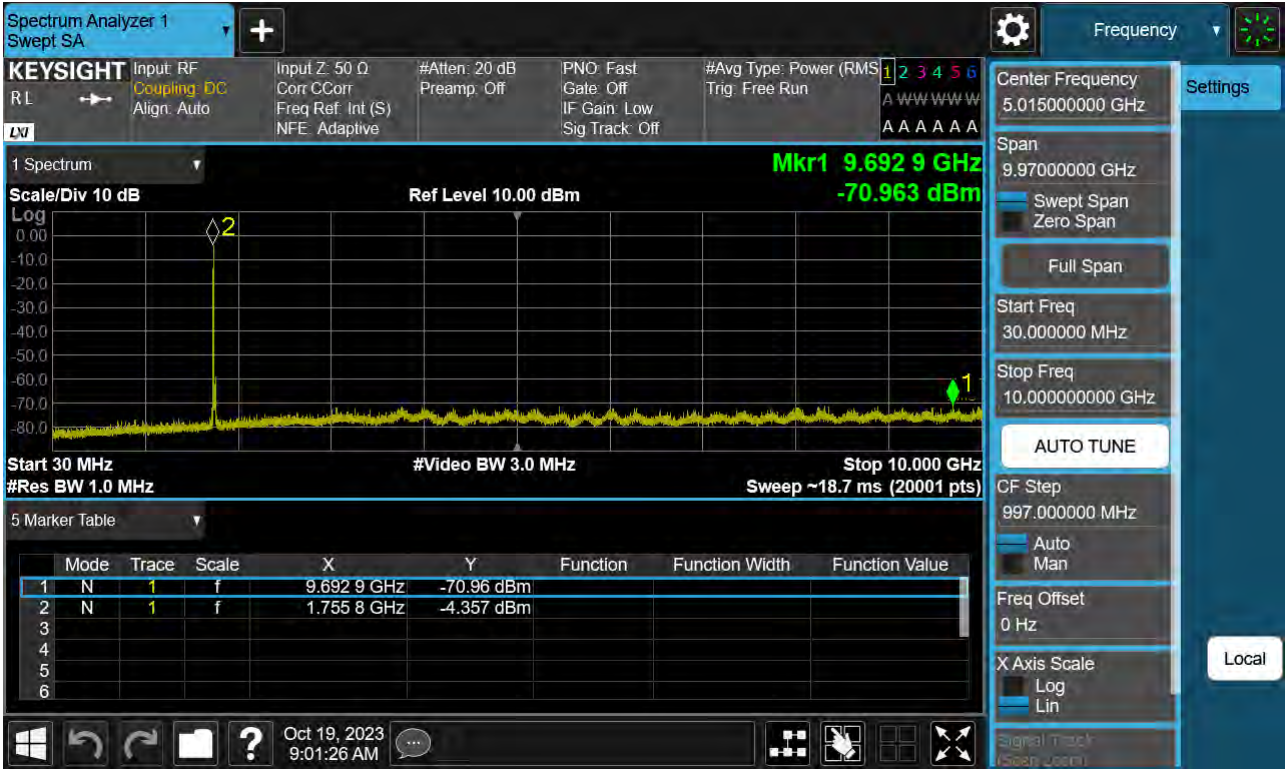 Spectrum Analyzer 1
Swept SA
+
Frequency
KEYSIGHT
R L
LXI
Input: RF
Coupling: DC
Align: Auto
Input Z: 50 Ω
Corr CCorr
Freq Ref: Int (S)
NFE: Adaptive
#Atten: 20 dB
Preamp: Off
PNO: Fast
Gate: Off
IF Gain: Low
Sig Track: Off
#Avg Type: Power (RMS
Trig: Free Run
1 2 3 4 5 6
A W W W W W
A A A A A A
Center Frequency
5.015000000 GHz
Settings
1 Spectrum
Mkr1 9.692 9 GHz
-70.963 dBm
Scale/Div 10 dB
Ref Level 10.00 dBm
Log
0.00
-10.0
-20.0
-30.0
-40.0
-50.0
-60.0
-70.0
-80.0
2
1
Start 30 MHz
#Video BW 3.0 MHz
Stop 10.000 GHz
#Res BW 1.0 MHz
Sweep ~18.7 ms (20001 pts)
Span
9.97000000 GHz
Swept Span
Zero Span
Full Span
Start Freq
30.000000 MHz
Stop Freq
10.000000000 GHz
AUTO TUNE
CF Step
997.000000 MHz
Auto
Man
Freq Offset
0 Hz
X Axis Scale
Log
Lin
Signal Track
(Span Zoom)
Local
5 Marker Table
Mode Trace Scale X Y Function Function Width Function Value
1 N 1 f 9.692 9 GHz -70.96 dBm
2 N 1 f 1.755 8 GHz -4.357 dBm
3
4
5
6
?
Oct 19, 2023
9:01:26 AM